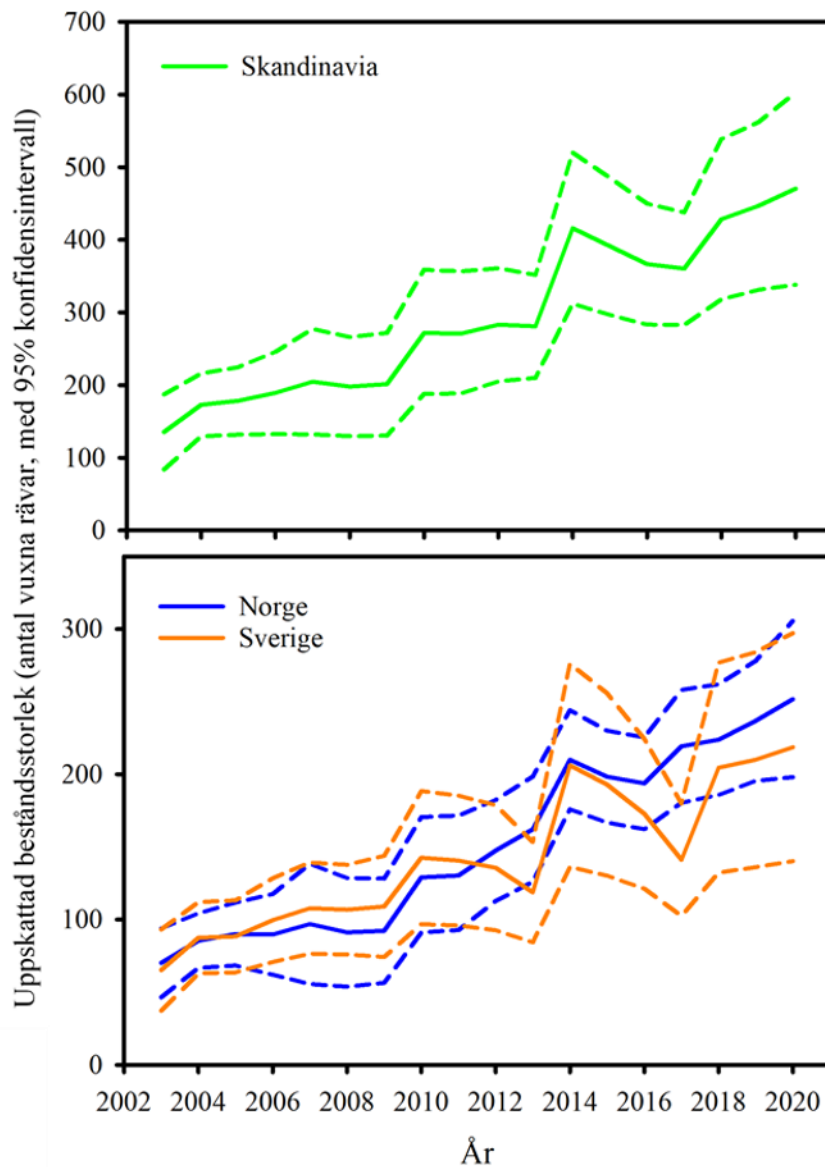 Uppskattad beståndsstorlek (antal vuxna rävar, med 95% konfidensintervall)
700
600
500
400
300
200
100
0
Skandinavia
300
200
100
0
Norge
Sverige
2002 2004 2006 2008 2010 2012 2014 2016 2018 2020
År